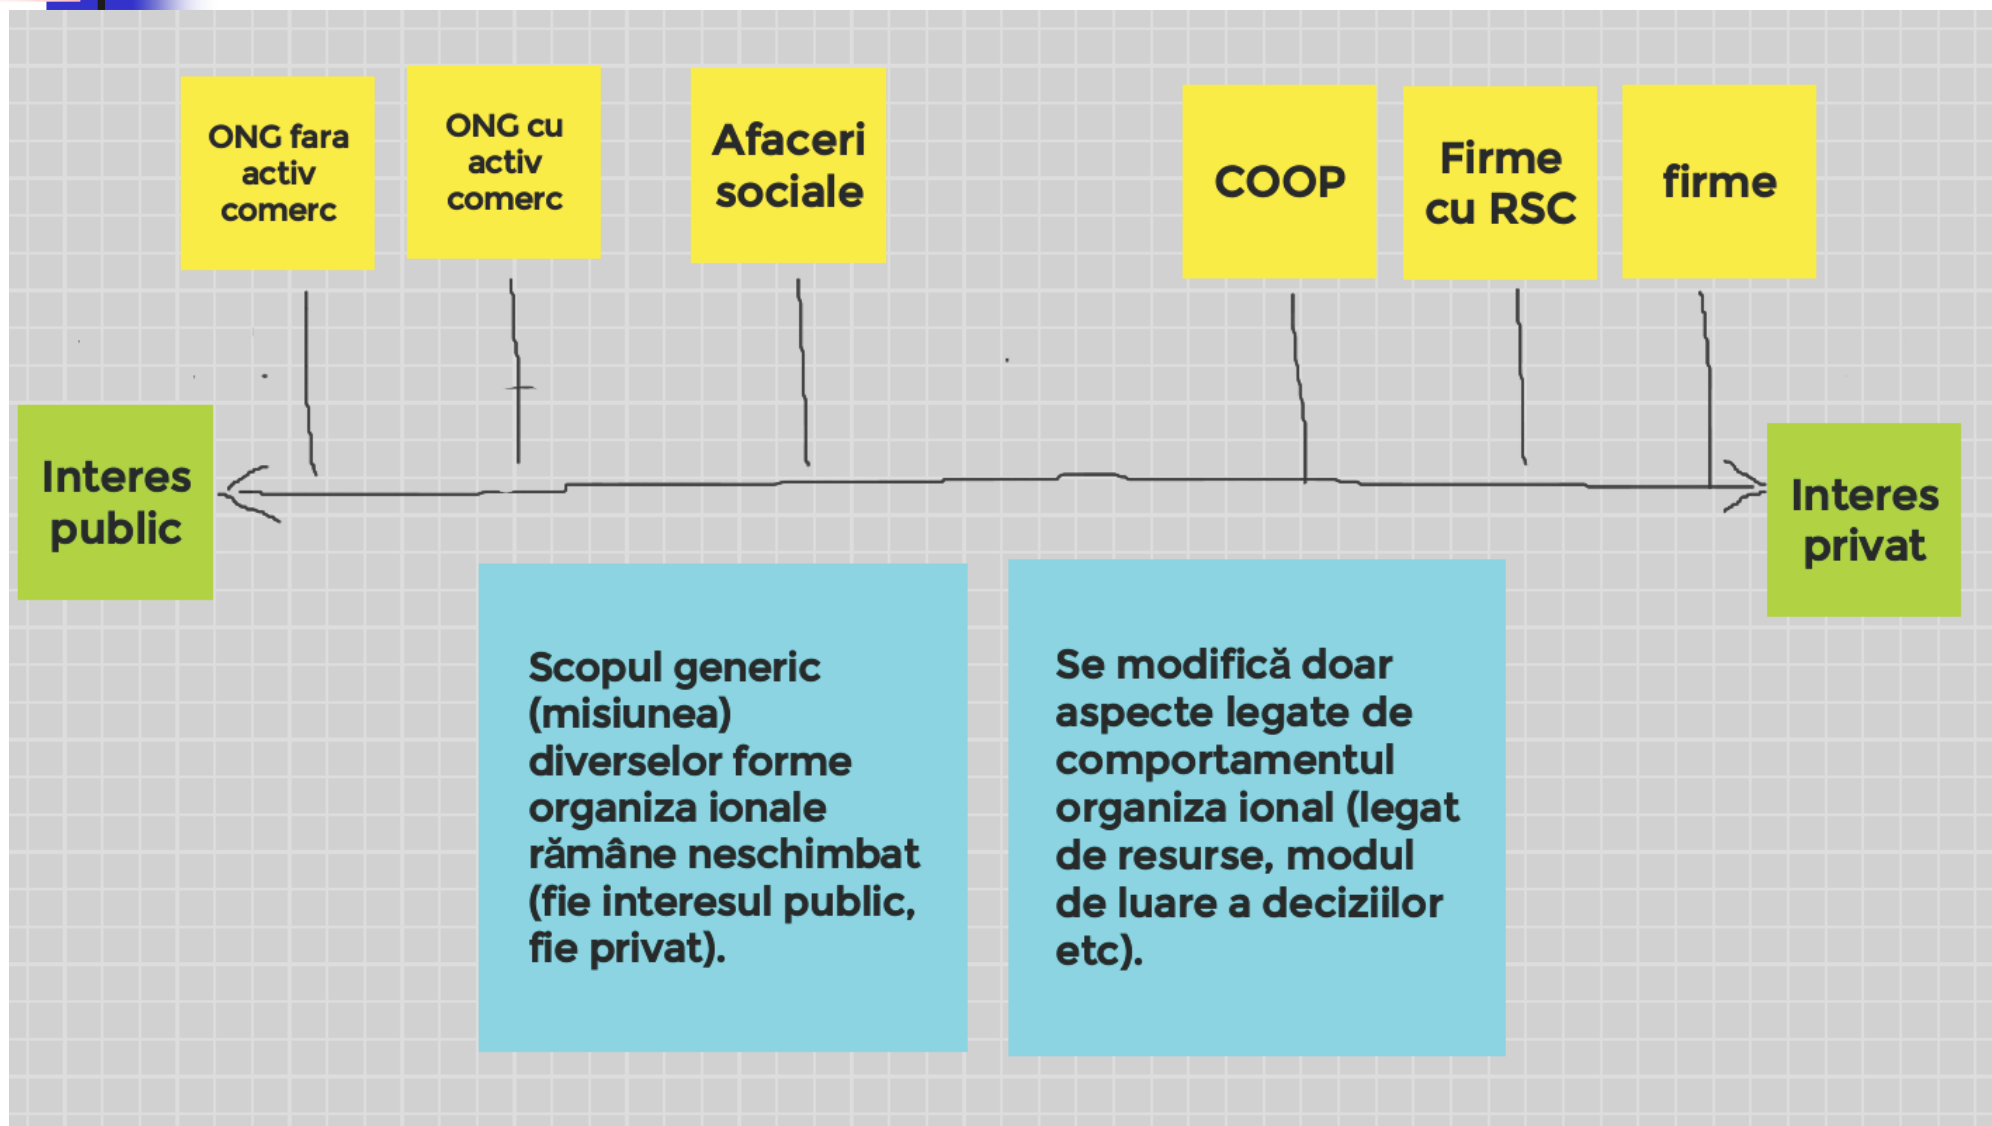 ONG fara
activ
comerc
ONG cu
activ
comerc
Afaceri
sociale
COOP
Firme
cu RSC
firme
Interes
public
Interes
privat
Scopul generic
(misiunea)
diverselor forme
organiza ionale
rămâne neschimbat
(fie interesul public,
fie privat).
Se modifică doar
aspecte legate de
comportamentul
organiza ional (legat
de resurse, modul
de luare a deciziilor
etc).